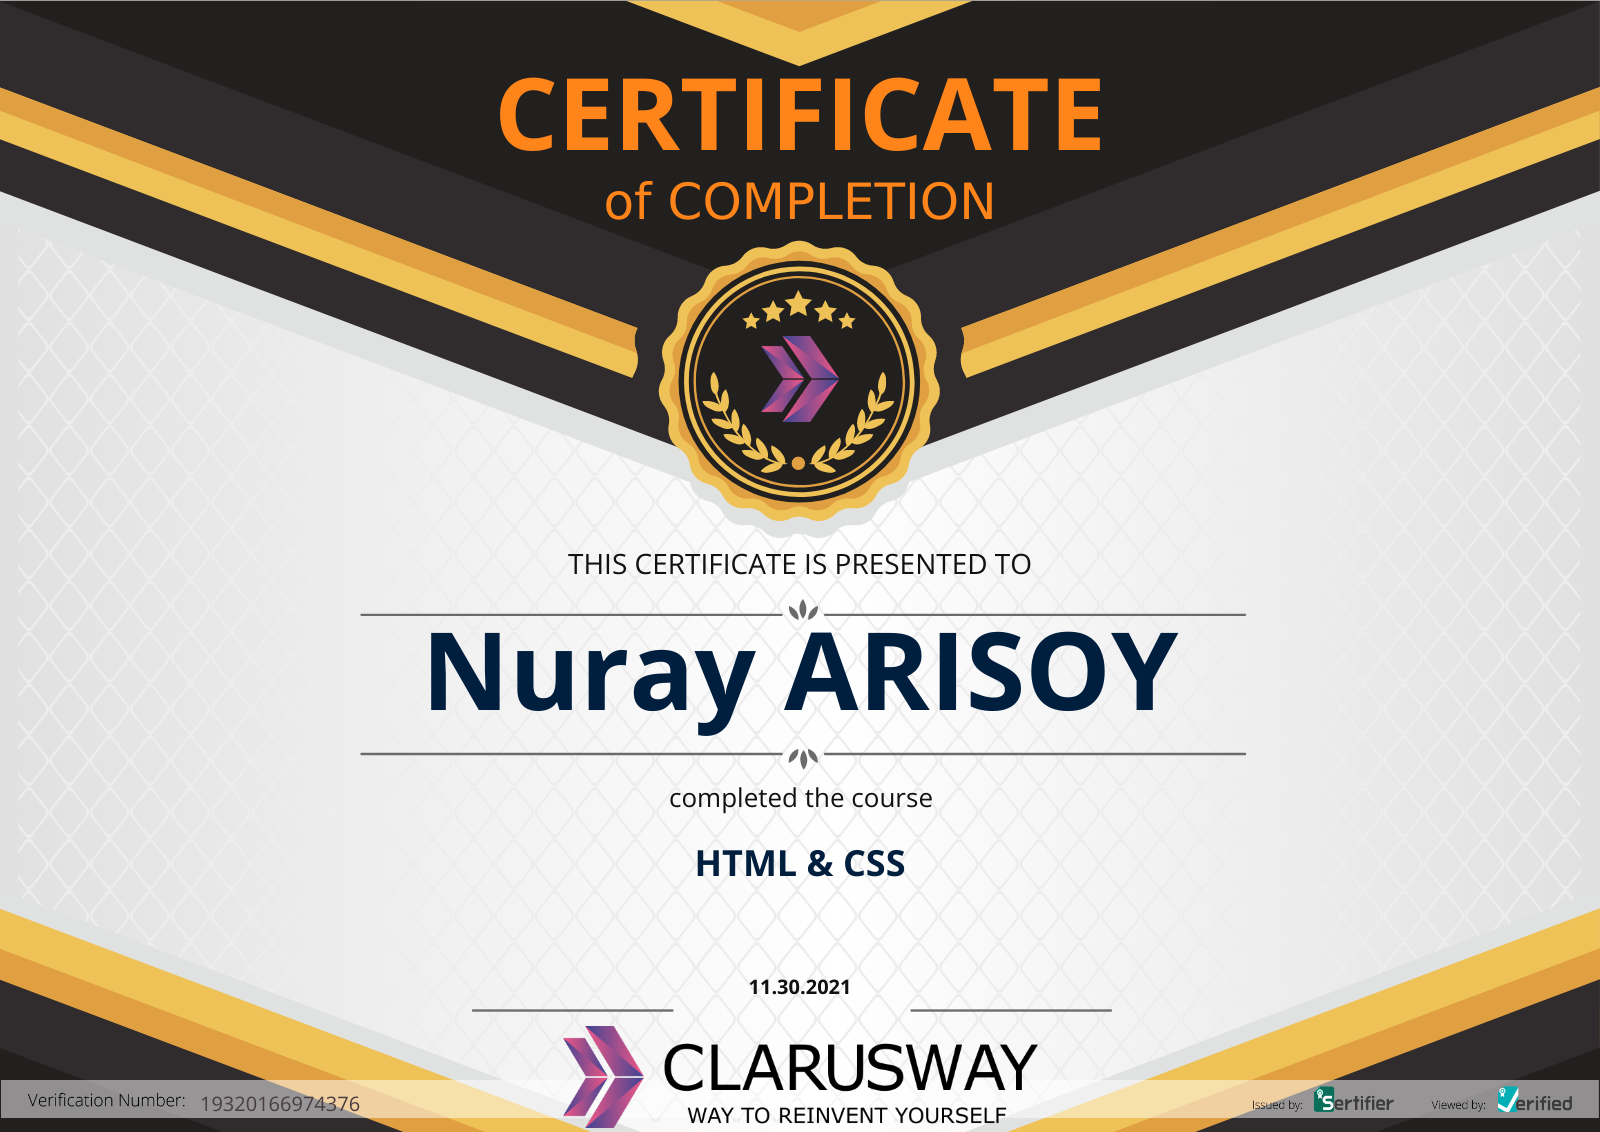 CERTIFICATE
of COMPLETION
THIS CERTIFICATE IS PRESENTED TO
Nuray ARISOY
completed the course
HTML & CSS
11.30.2021
CLARUSWAY
WAY TO REINVENT YOURSELF
Verification Number: 19320166974376
Issued by: Sertifier Viewed by: Verified